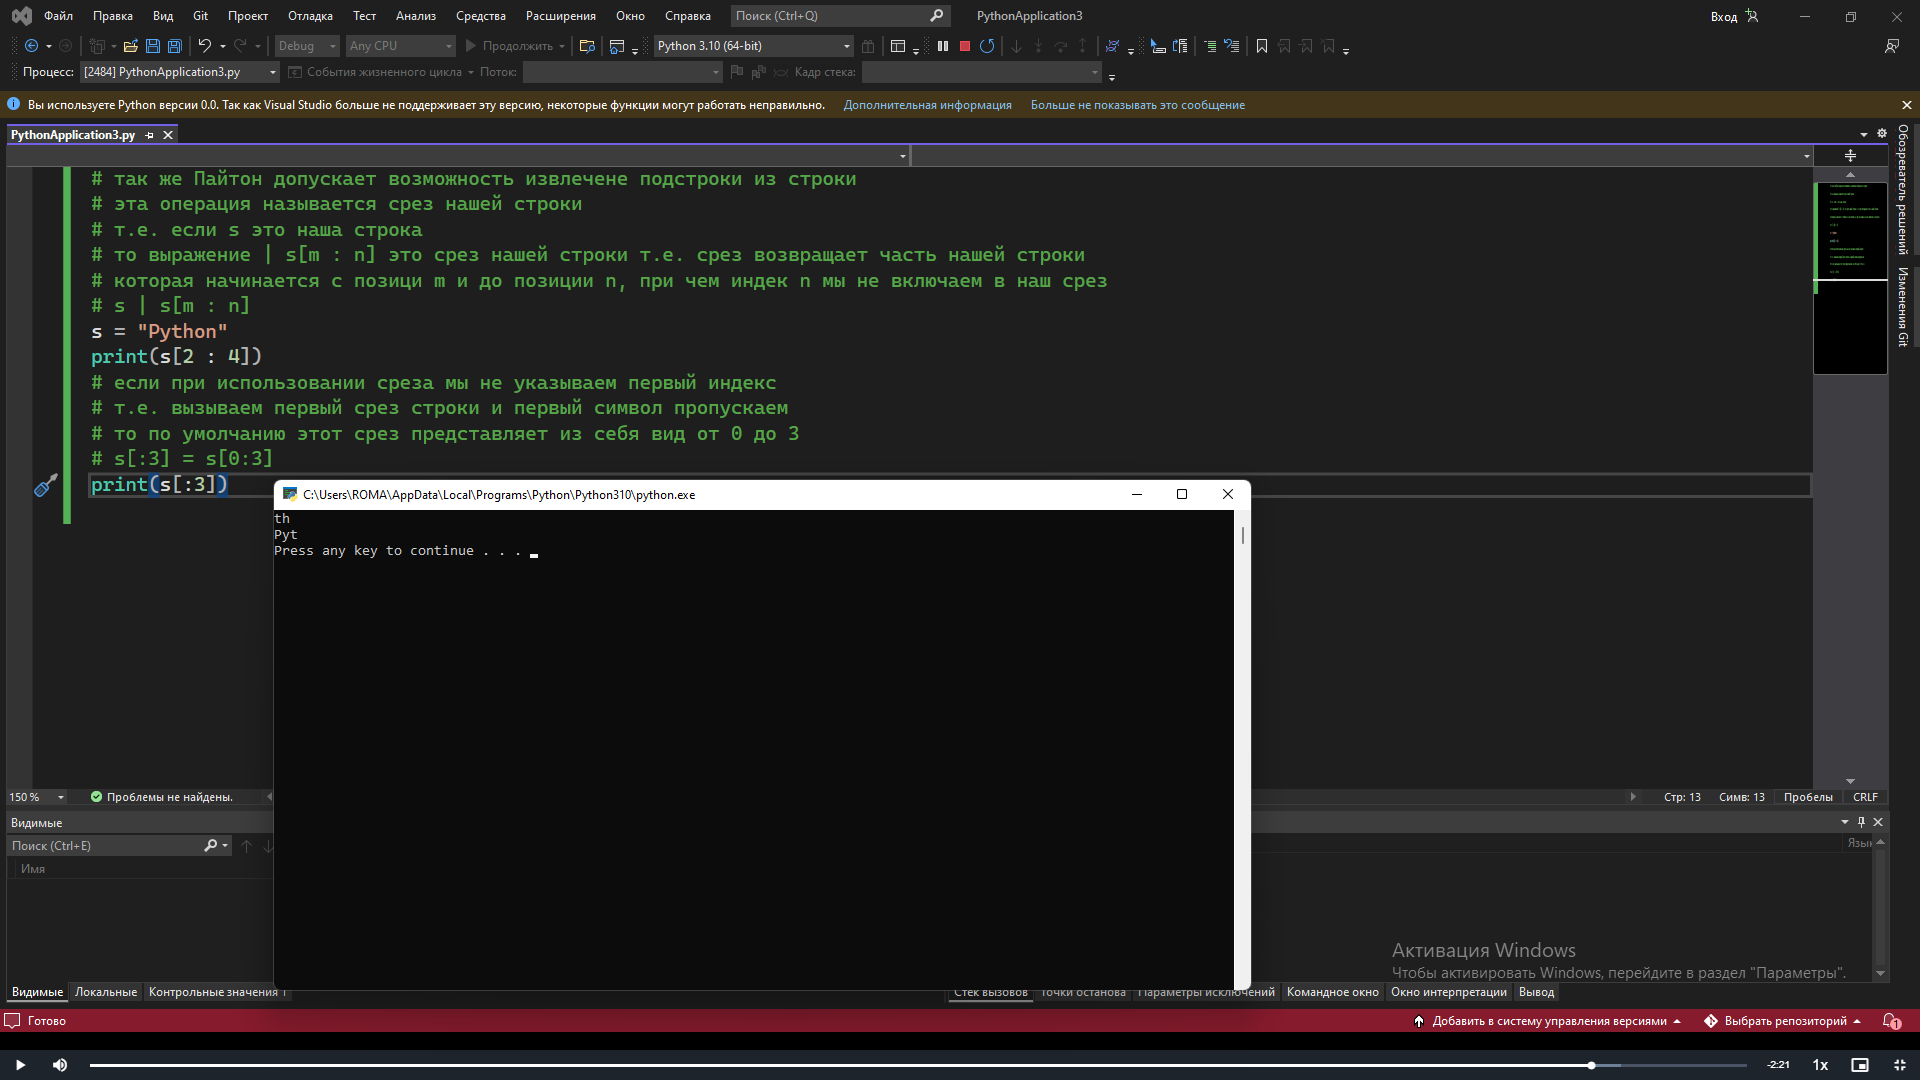 Файл Правка Вид Git Проект Отладка Тест Анализ Средства Расширения Окно Справка Поиск (Ctrl+Q) PythonApplication3 Вход
Debug Any CPU Продолжить Python 3.10 (64-bit)
Процесс: [2484] PythonApplication3.py События жизненного цикла Поток: Кадр стека:
Вы используете Python версии 0.0. Так как Visual Studio больше не поддерживает эту версию, некоторые функции могут работать неправильно. Дополнительная информация Больше не показывать это сообщение
PythonApplication3.py
# так же Пайтон допускает возможность извлечене подстроки из строки
# эта операция называется срез нашей строки
# т.е. если s это наша строка
# то выражение | s[m : n] это срез нашей строки т.е. срез возвращает часть нашей строки
# которая начинается с позици m и до позиции n, при чем индек n мы не включаем в наш срез
# s | s[m : n]
s = "Python"
print(s[2 : 4])
# если при использовании среза мы не указываем первый индекс
# т.е. вызываем первый срез строки и первый символ пропускаем
# то по умолчанию этот срез представляет из себя вид от 0 до 3
# s[:3] = s[0:3]
print(s[:3])
Обозреватель решений
Изменения Git
C:\Users\ROMA\AppData\Local\Programs\Python\Python310\python.exe
th
Pyt
Press any key to continue . . .
150 % Проблемы не найдены. Стр: 13 Симв: 13 Пробелы CRLF
Видимые
Поиск (Ctrl+E)
Имя
Язык
Активация Windows
Чтобы активировать Windows, перейдите в раздел "Параметры".
Видимые Локальные Контрольные значения 1 Стек вызовов Точки останова Параметры исключений Командное окно Окно интерпретации Вывод
Готово Добавить в систему управления версиями Выбрать репозиторий 1
-2:21 1x